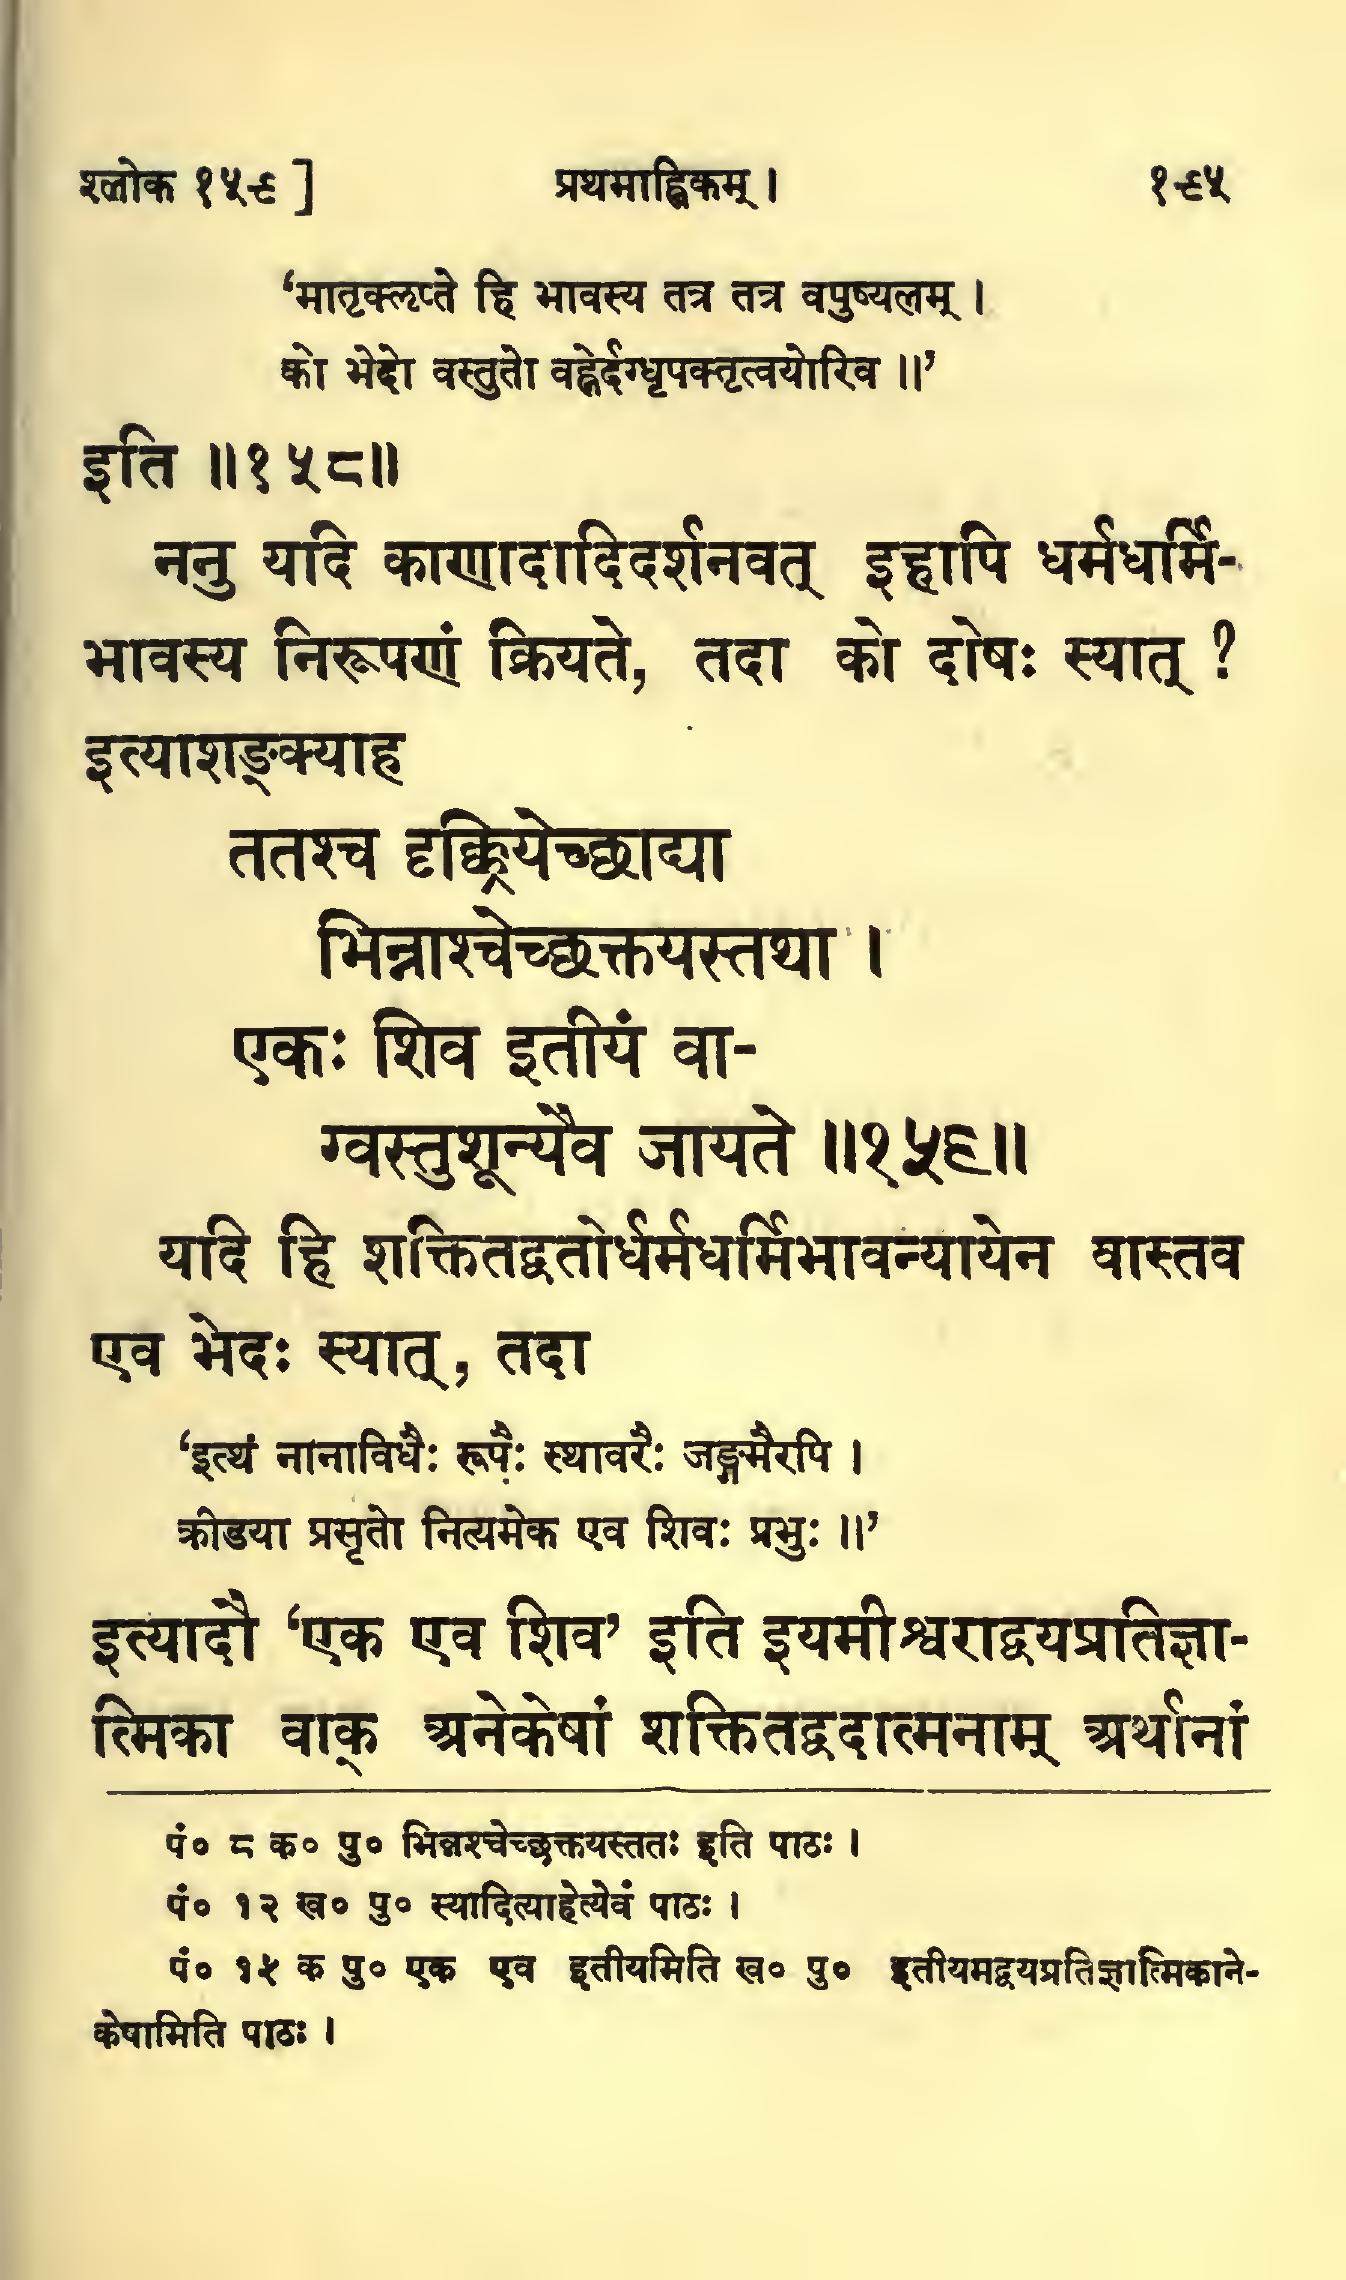 श्लोक १५९ ]
प्रथमाह्निकम् ।
१९५
‘मातृक्लृप्ते हि भावस्य तत्र तत्र वपुष्यलम् ।
को भेदो वस्तुतो वह्नेर्दग्धृपक्तृत्वयोरिव ॥’
इति ॥१५८॥
ननु यदि काणादादिदर्शनवत् इहापि धर्मधर्मि-
भावस्य निरूपणं क्रियते, तदा को दोषः स्यात् ?
इत्याशङ्क्याह
ततश्च दृक्क्रियेच्छाद्या
भिन्नाश्चेच्छक्तयस्तथा ।
एकः शिव इतीयं वा-
ग्वस्तुशून्यैव जायते ॥१५९॥
यदि हि शक्तितद्वतोर्धर्मधर्मिभावन्यायेन वास्तव
एव भेदः स्यात्, तदा
‘इत्थं नानाविधैः रूपैः स्थावरैः जङ्गमैरपि ।
क्रीडया प्रसृतो नित्यमेक एव शिवः प्रभुः ॥’
इत्यादौ ‘एक एव शिव’ इति इयमीश्वराद्वयप्रतिज्ञा-
त्मिका वाक् अनेकेषां शक्तितद्वदात्मनाम् अर्थानां
पं० ८ क० पु० भिन्नश्चेच्छक्तयस्ततः इति पाठः ।
पं० १२ ख० पु० स्यादित्याहेत्येवं पाठः ।
पं० १५ क पु० एक एव इतीयमिति ख० पु० इतीयमद्वयप्रतिज्ञात्मिकाने-
केषामिति पाठः ।